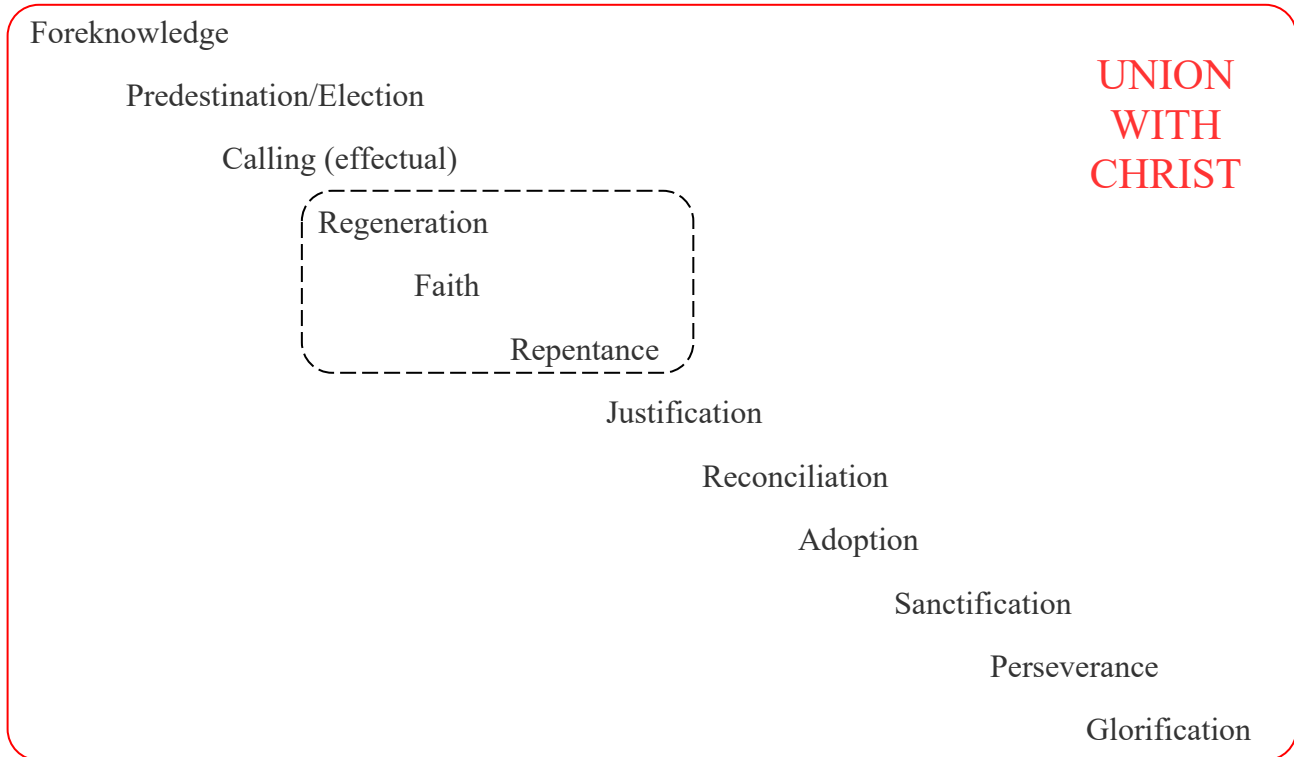 Foreknowledge
UNION
Predestination/Election
WITH
Calling (effectual)
CHRIST
Regeneration
Faith
Repentance
Justification
Reconciliation
Adoption
Sanctification
Perseverance
Glorification